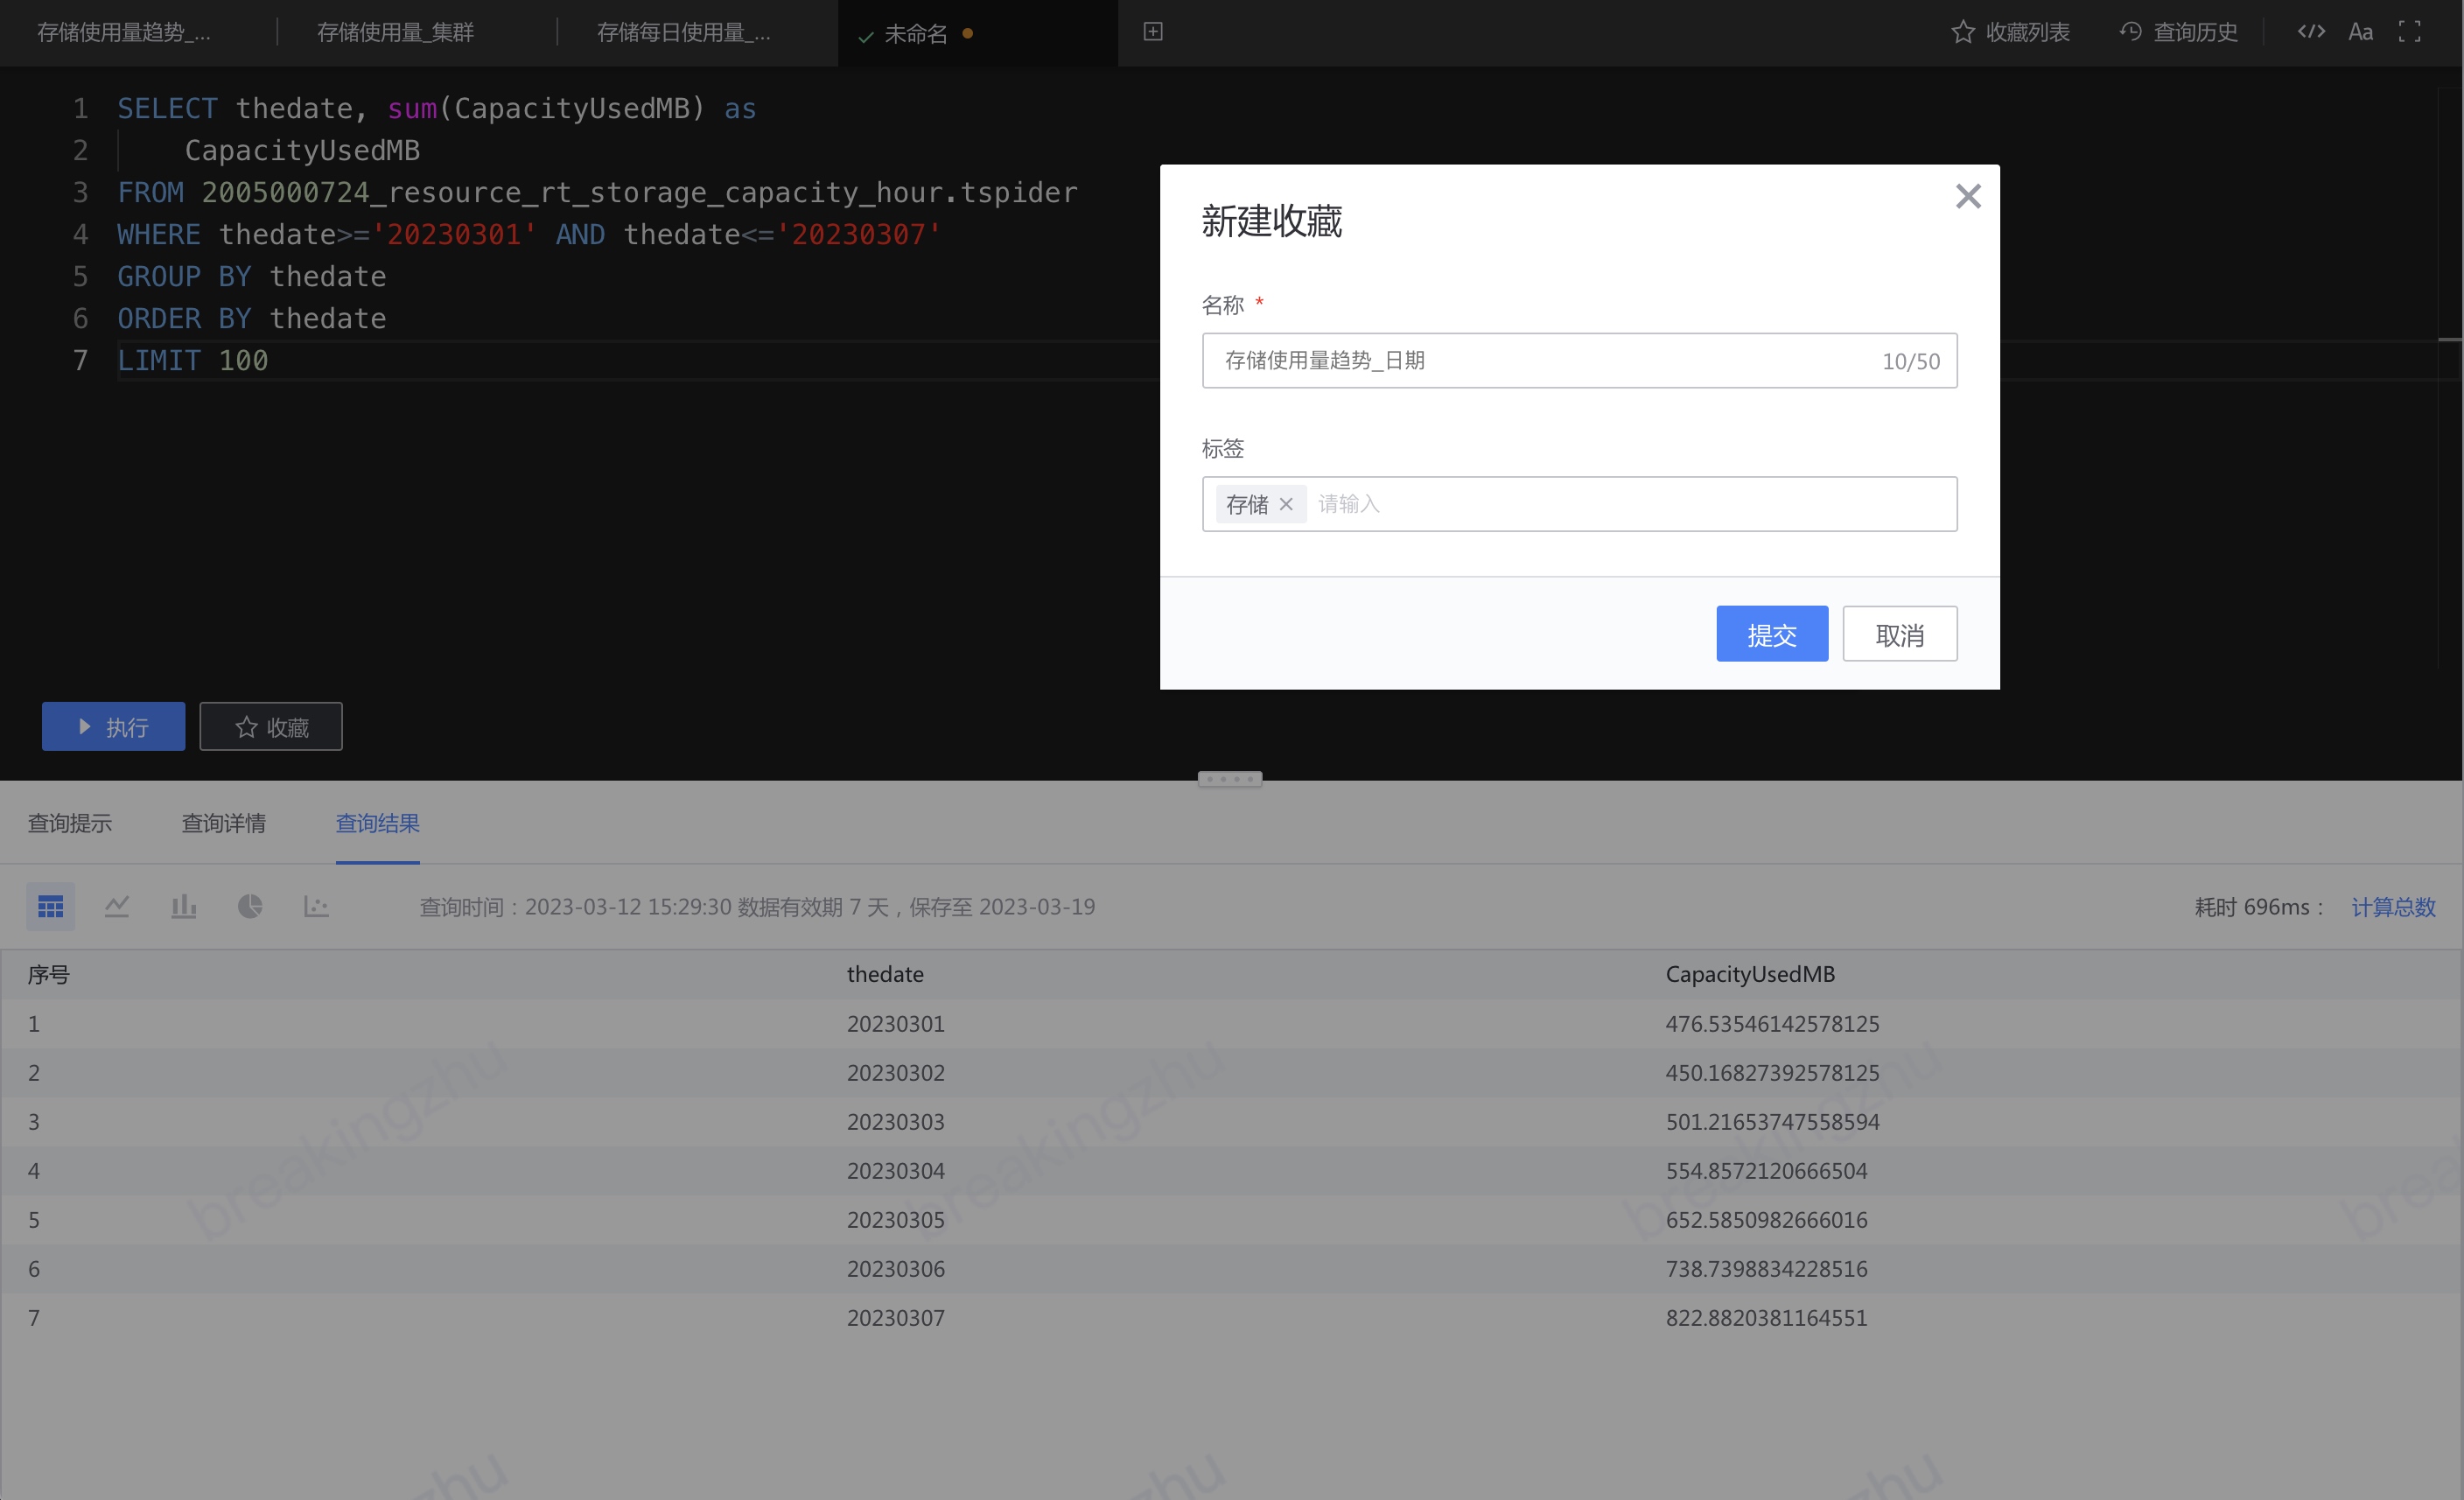 存储使用量趋势_...
存储使用量_集群
存储每日使用量_...
未命名
收藏列表
查询历史
</>
Aa
1 SELECT thedate, sum(CapacityUsedMB) as
2 CapacityUsedMB
3 FROM 2005000724_resource_rt_storage_capacity_hour.tspider
4 WHERE thedate>='20230301' AND thedate<='20230307'
5 GROUP BY thedate
6 ORDER BY thedate
7 LIMIT 100
新建收藏
名称 *
存储使用量趋势_日期 10/50
标签
存储 × 请输入
提交 取消
执行 收藏
查询提示 查询详情 查询结果
查询时间：2023-03-12 15:29:30 数据有效期 7 天，保存至 2023-03-19 耗时 696ms： 计算总数
序号 thedate CapacityUsedMB
1 20230301 476.53546142578125
2 20230302 450.16827392578125
3 20230303 501.21653747558594
4 20230304 554.8572120666504
5 20230305 652.5850982666016
6 20230306 738.7398834228516
7 20230307 822.8820381164551
breakingzhu breakingzhu breakingzhu brea
zhu zhu zhu